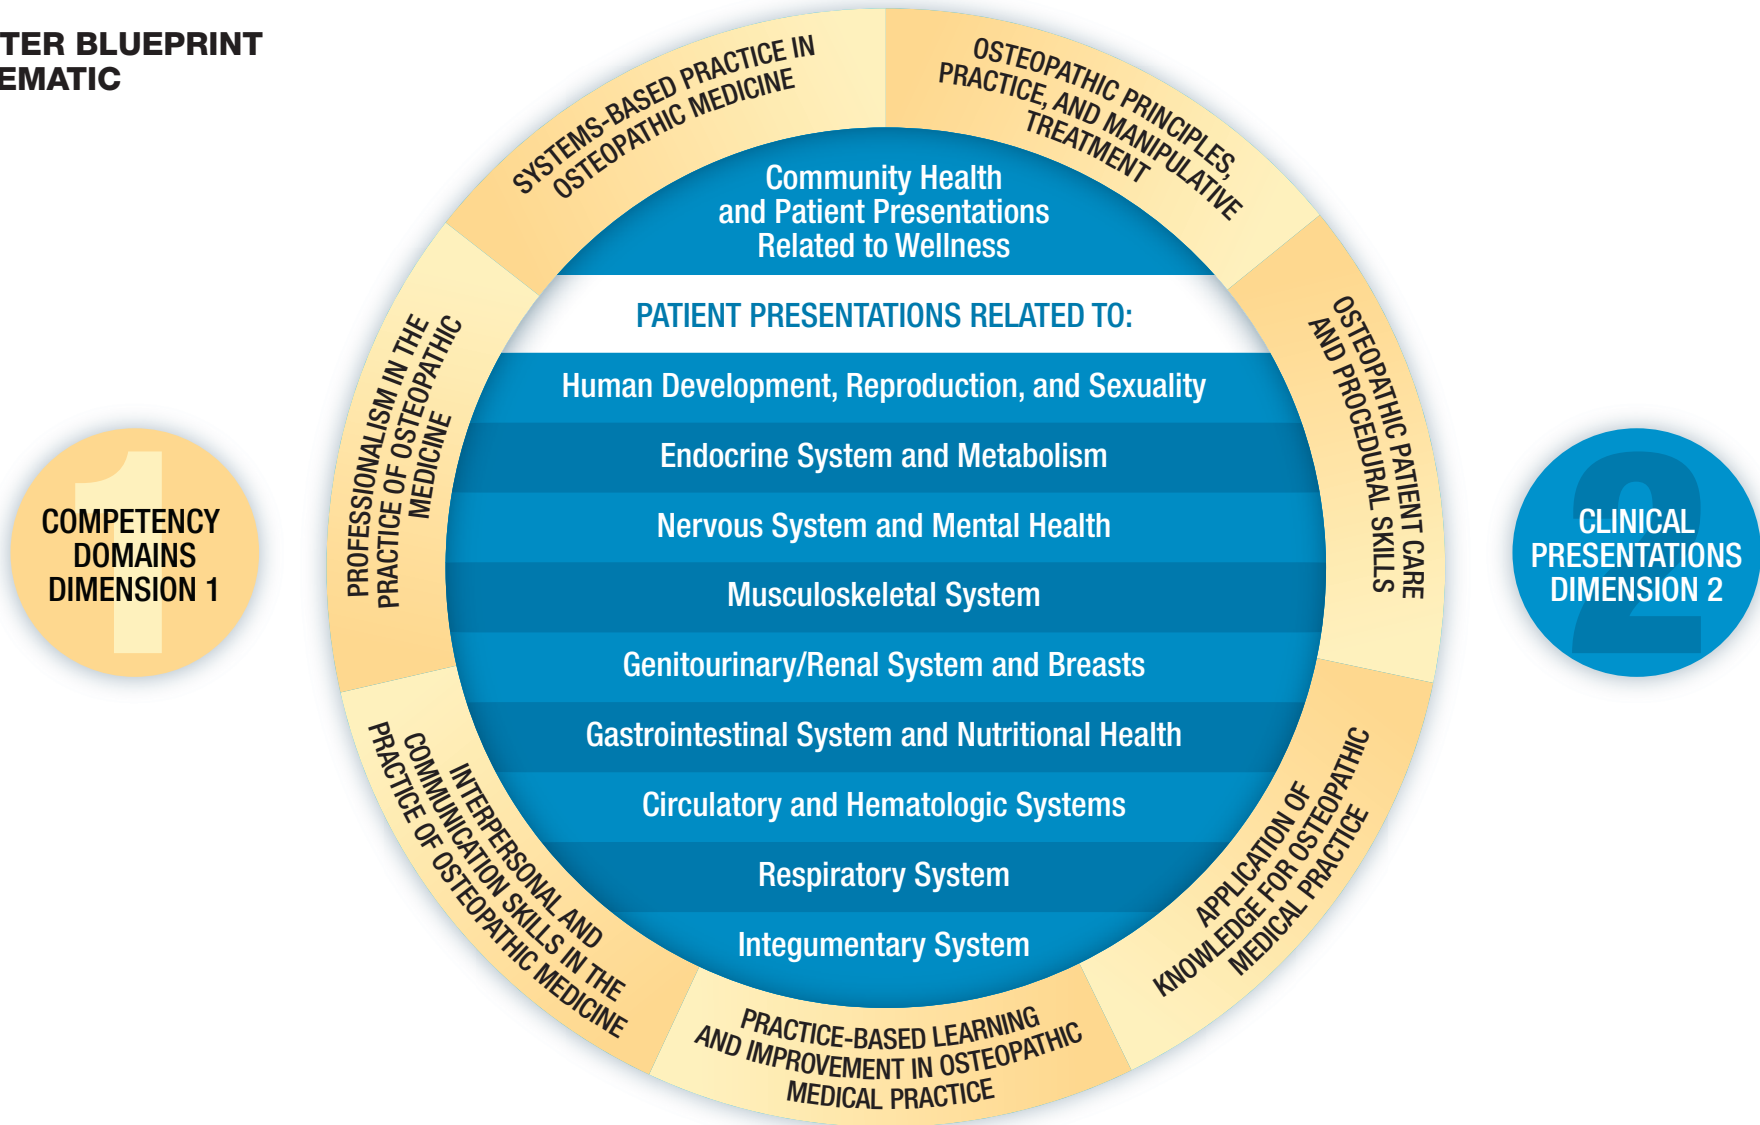 TER BLUEPRINT
EMATIC
SYSTEMS-BASED PRACTICE IN
OSTEOPATHIC MEDICINE
OSTEOPATHIC PRINCIPLES,
PRACTICE, AND MANIPULATIVE
TREATMENT
OSTEOPATHIC PATIENT CARE
AND PROCEDURAL SKILLS
APPLICATION OF
KNOWLEDGE FOR OSTEOPATHIC
MEDICAL PRACTICE
PRACTICE-BASED LEARNING
AND IMPROVEMENT IN OSTEOPATHIC
MEDICAL PRACTICE
INTERPERSONAL AND
COMMUNICATION SKILLS IN THE
PRACTICE OF OSTEOPATHIC MEDICINE
PROFESSIONALISM IN THE
PRACTICE OF OSTEOPATHIC
MEDICINE
Community Health
and Patient Presentations
Related to Wellness
PATIENT PRESENTATIONS RELATED TO:
Human Development, Reproduction, and Sexuality
Endocrine System and Metabolism
Nervous System and Mental Health
Musculoskeletal System
Genitourinary/Renal System and Breasts
Gastrointestinal System and Nutritional Health
Circulatory and Hematologic Systems
Respiratory System
Integumentary System
1
COMPETENCY
DOMAINS
DIMENSION 1
2
CLINICAL
PRESENTATIONS
DIMENSION 2